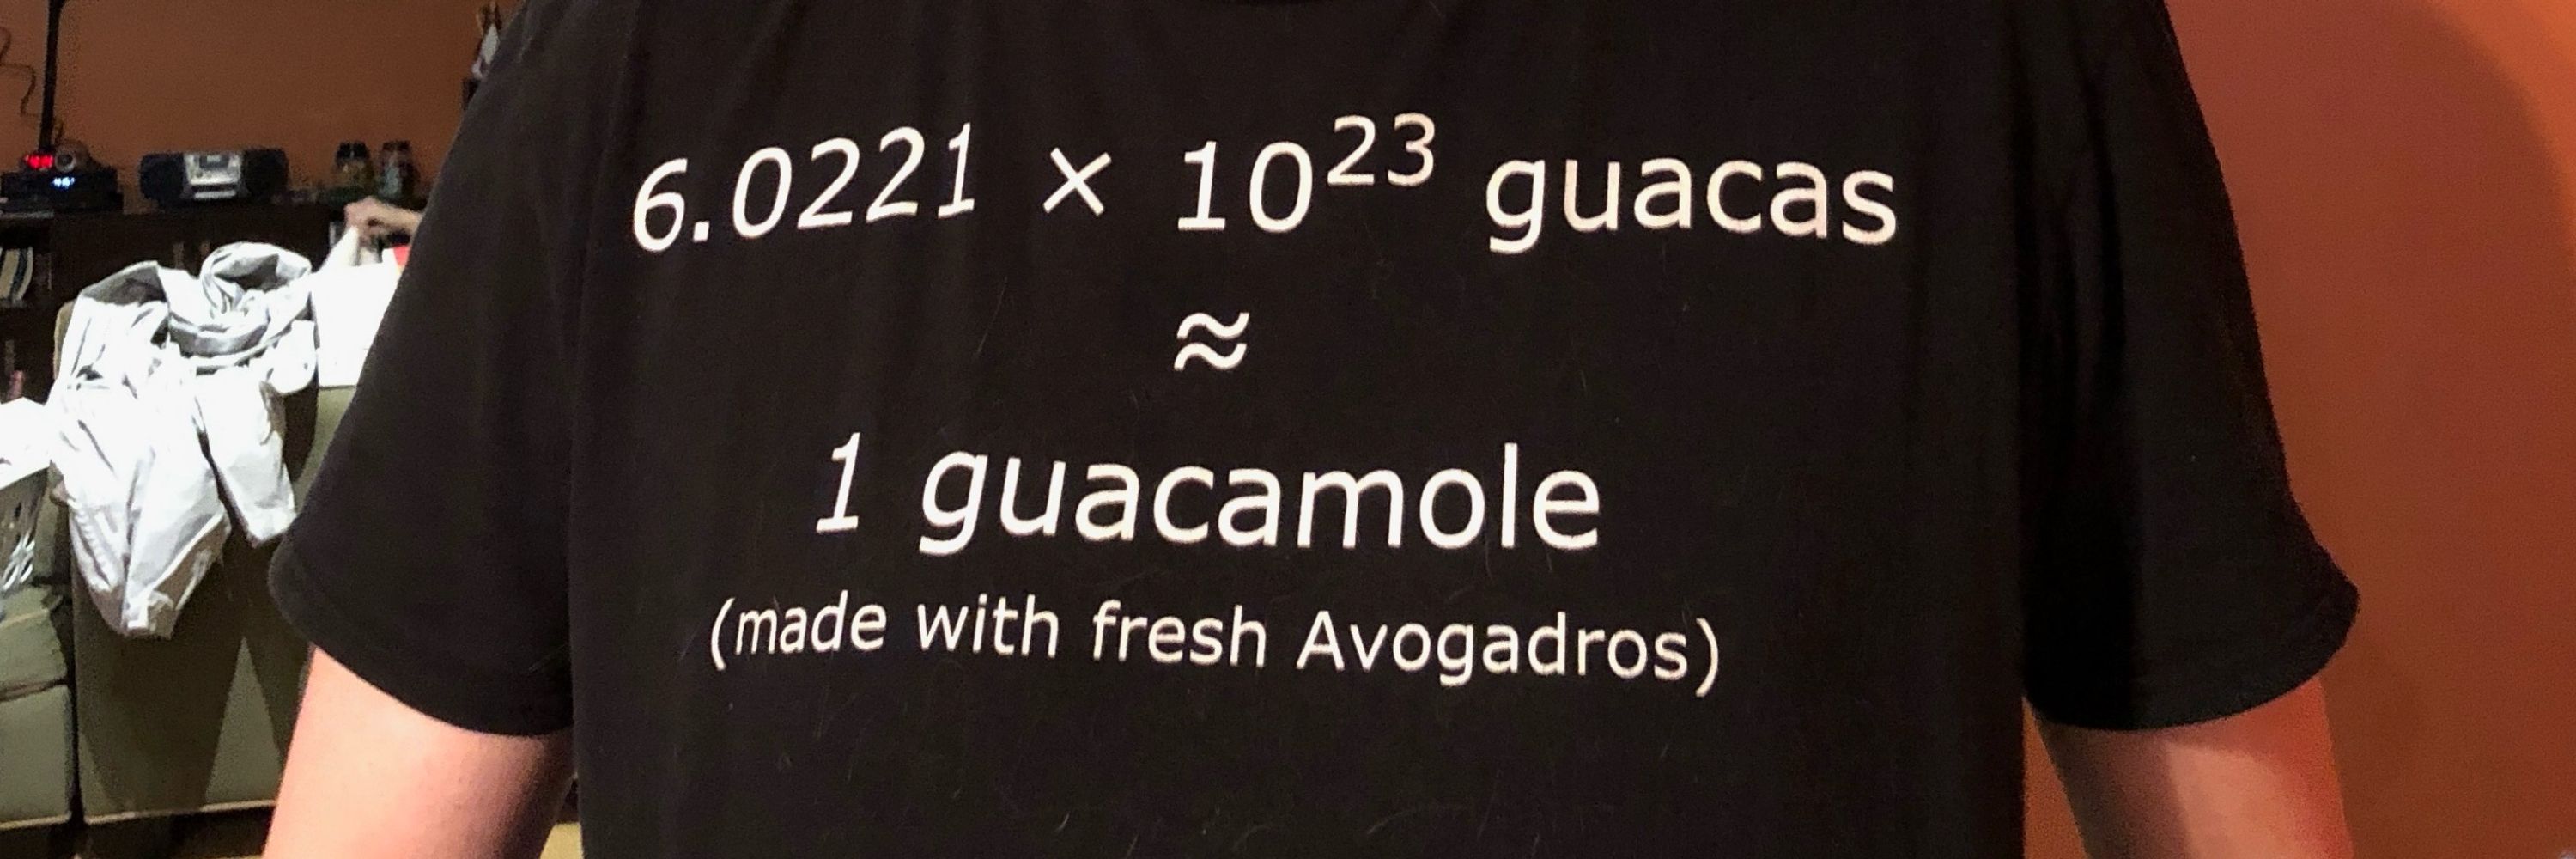 6.0221 × 10²³ guacas
≈
1 guacamole
(made with fresh Avogadros)